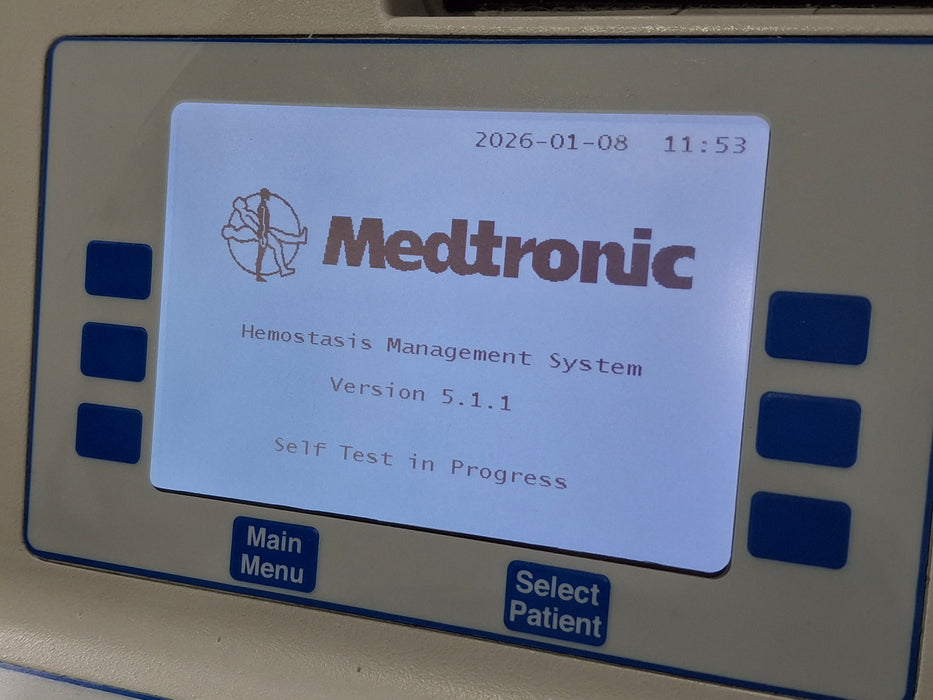 2026-01-08 11:53
Medtronic
Hemostasis Management System
Version 5.1.1
Self Test in Progress
Main
Menu
Select
Patient